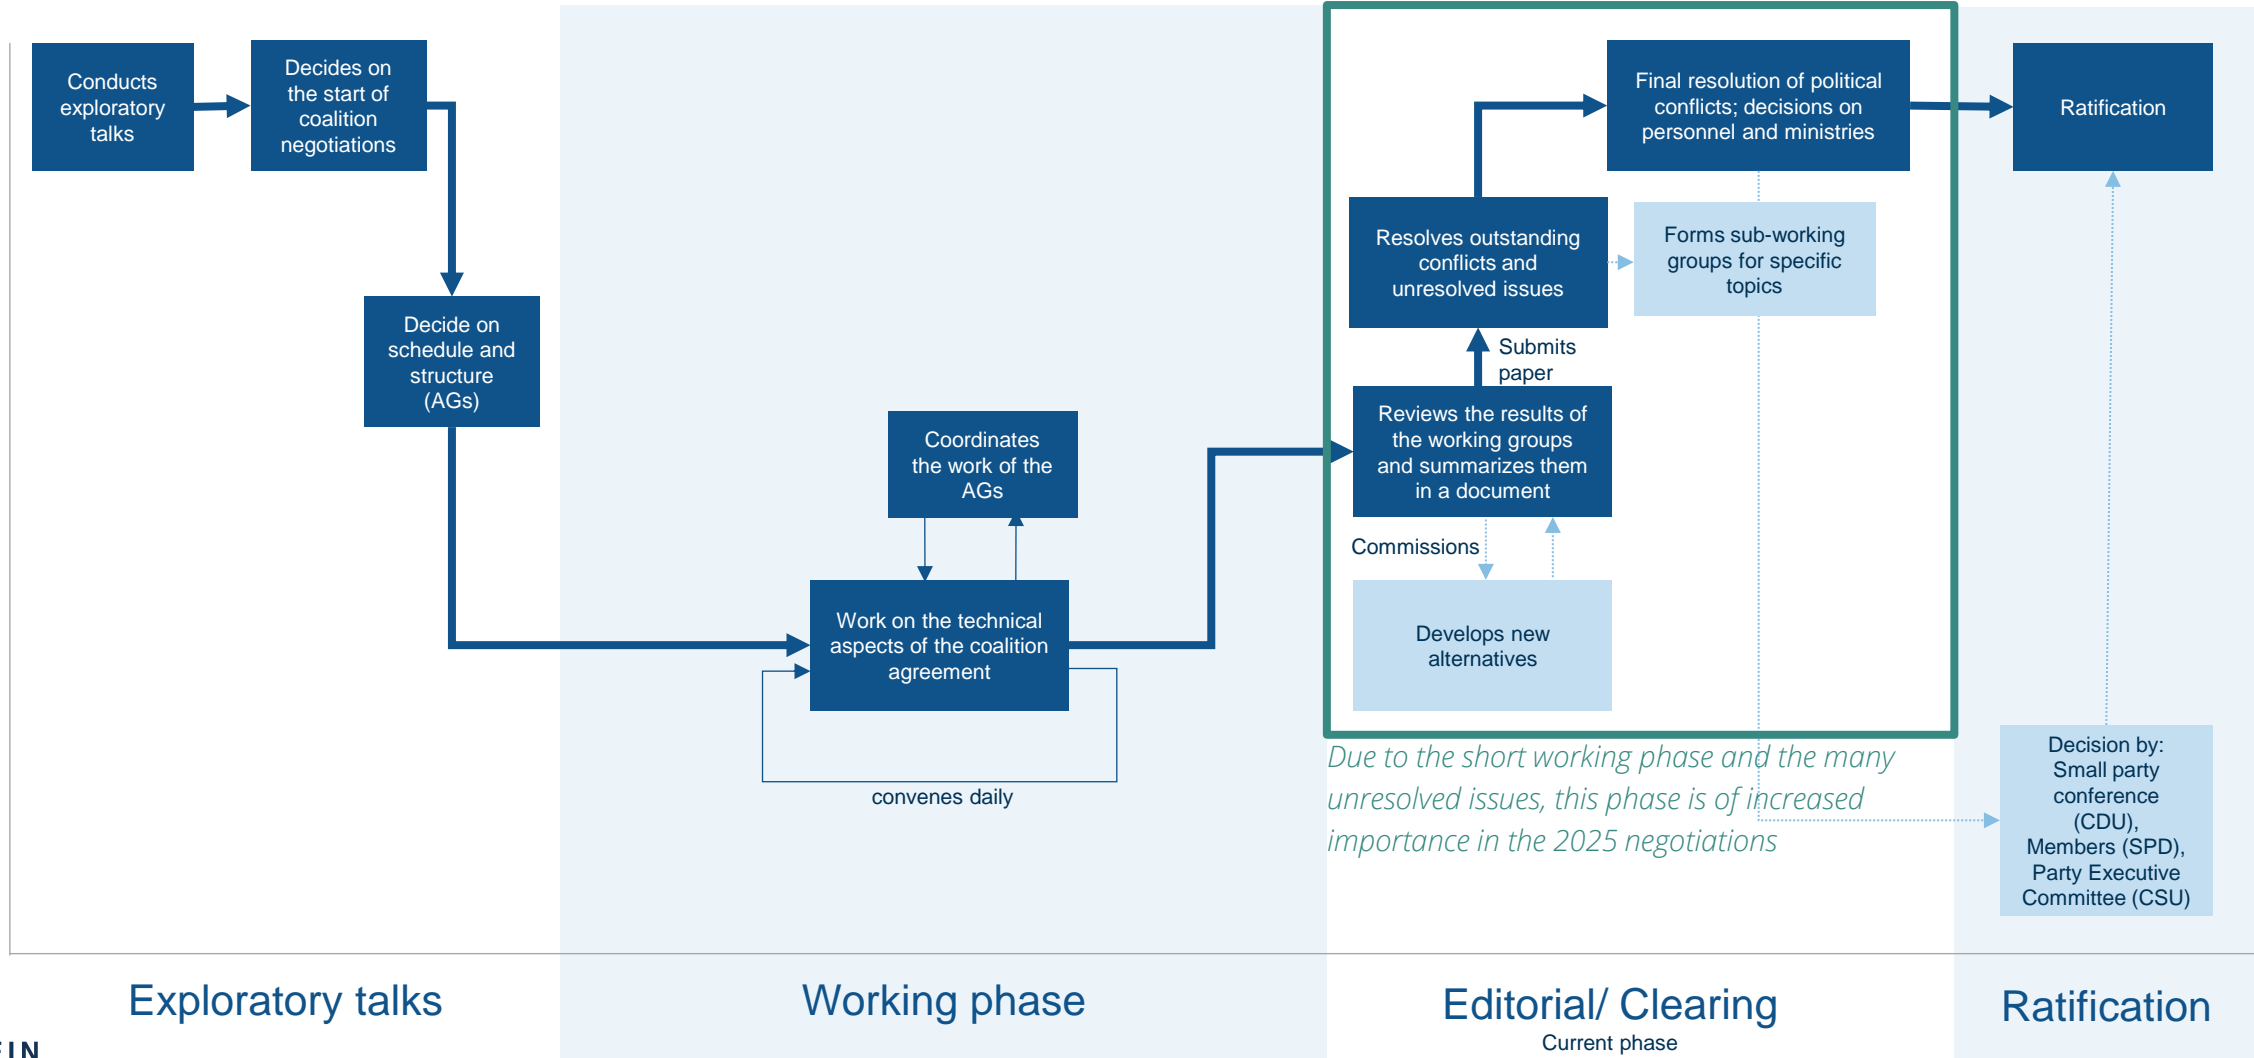 Conducts
exploratory
talks
Decides on
the start of
coalition
negotiations
Decide on
schedule and
structure
(AGs)
Coordinates
the work of the
AGs
Work on the technical
aspects of the coalition
agreement
convenes daily
Final resolution of political
conflicts; decisions on
personnel and ministries
Resolves outstanding
conflicts and
unresolved issues
Forms sub-working
groups for specific
topics
Submits
paper
Reviews the results of
the working groups
and summarizes them
in a document
Commissions
Develops new
alternatives
Due to the short working phase and the many
unresolved issues, this phase is of increased
importance in the 2025 negotiations
Ratification
Decision by:
Small party
conference
(CDU),
Members (SPD),
Party Executive
Committee (CSU)
Exploratory talks
Working phase
Editorial/ Clearing
Current phase
Ratification